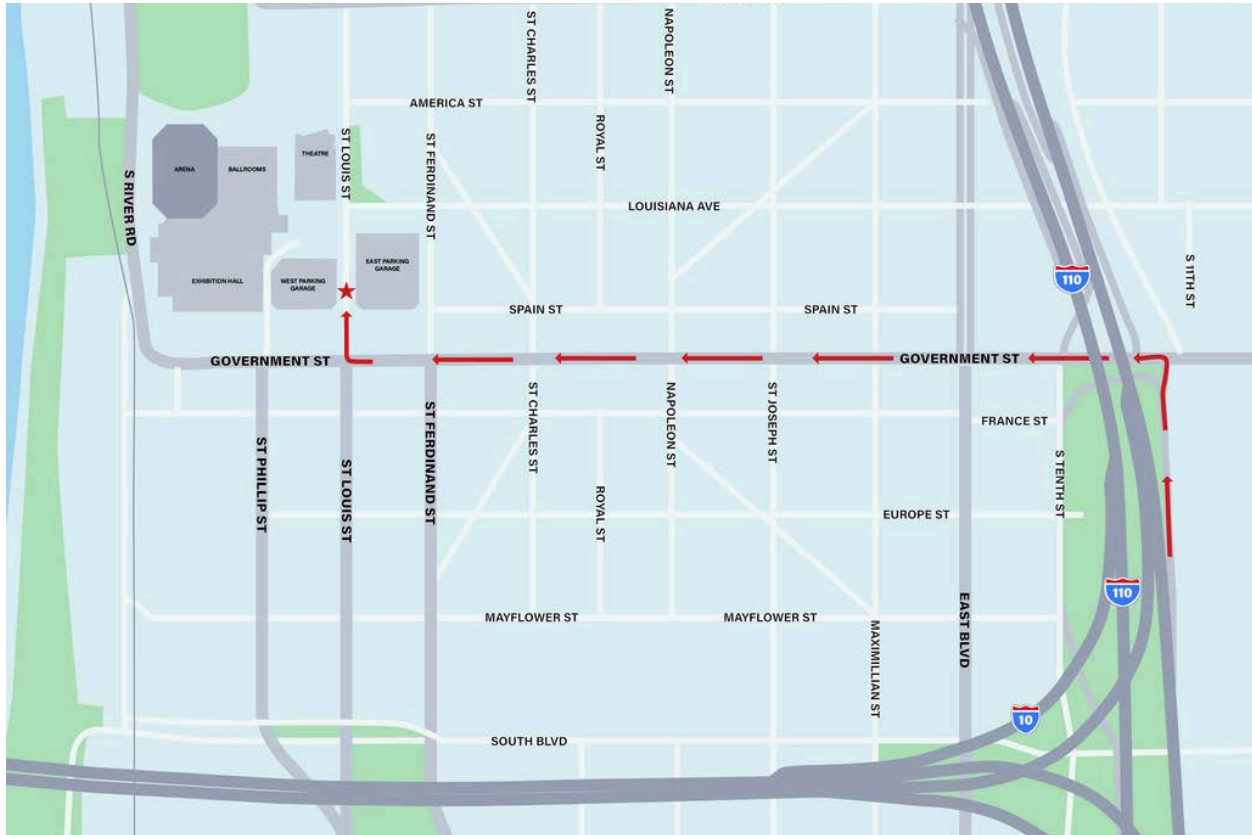 ST CHARLES ST
NAPOLEON ST
AMERICA ST
ST LOUIS ST
ST FERDINAND ST
ROYAL ST
THEATRE
ARENA
BALLROOMS
S RIVER RD
LOUISIANA AVE
EAST PARKING
GARAGE
S 11TH ST
110
EXHIBITION HALL
WEST PARKING
GARAGE
SPAIN ST
SPAIN ST
GOVERNMENT ST
GOVERNMENT ST
ST CHARLES ST
NAPOLEON ST
ST JOSEPH ST
ST FERDINAND ST
FRANCE ST
ST PHILLIP ST
ST LOUIS ST
ROYAL ST
S TENTH ST
EUROPE ST
110
EAST BLVD
MAYFLOWER ST
MAYFLOWER ST
MAXIMILLIAN ST
10
SOUTH BLVD